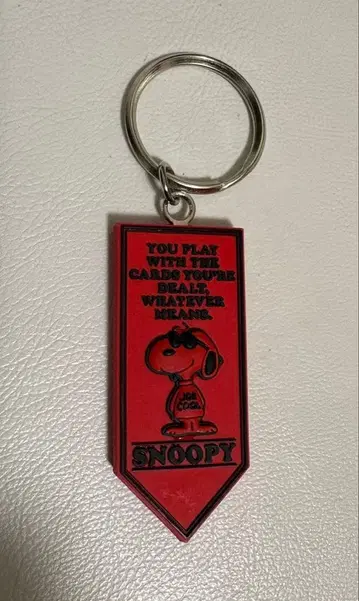 YOU PLAY
WITH THE
CARDS YOU'RE
DEALT,
WHATEVER
MEANS.
JOE
COOL
SNOOPY